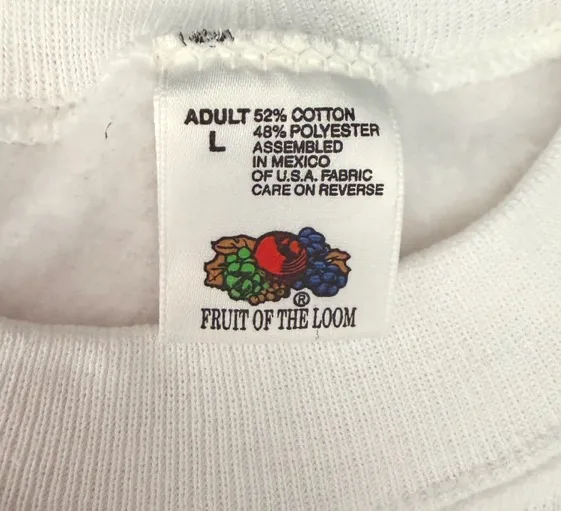 ADULT 52% COTTON
L 48% POLYESTER
ASSEMBLED
IN MEXICO
OF U.S.A. FABRIC
CARE ON REVERSE
®
FRUIT OF THE LOOM